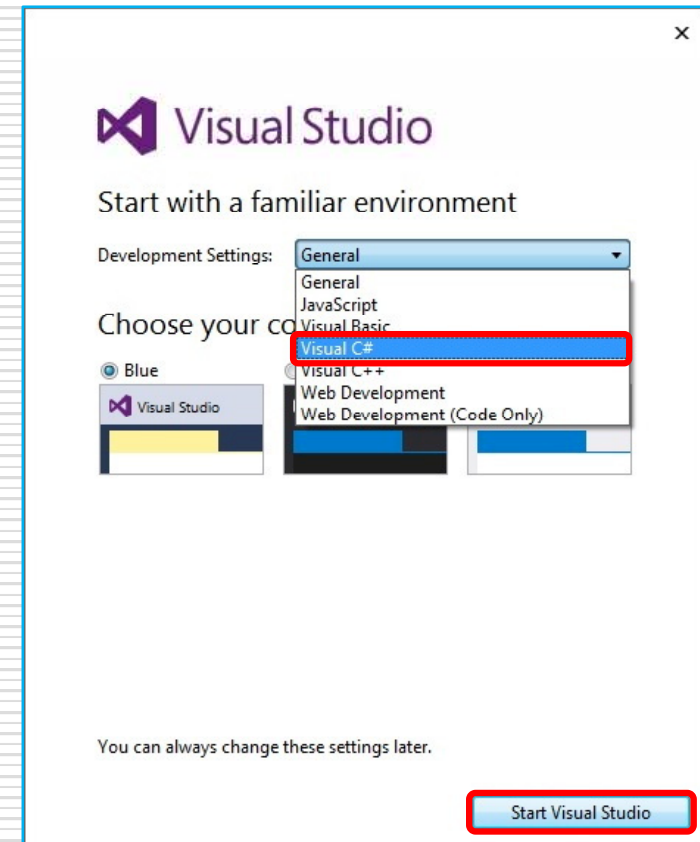 Visual Studio
Start with a familiar environment
Development Settings: General
General
JavaScript
Choose your co
Visual Basic
Visual C#
Blue
Visual C++
Web Development
Visual Studio
Web Development (Code Only)
You can always change these settings later.
Start Visual Studio